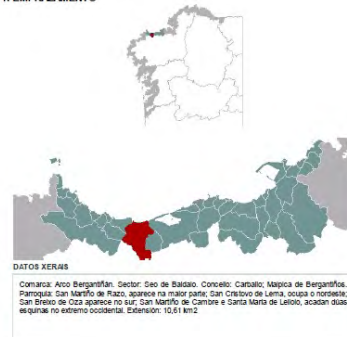 DATOS XERAIS
Comarca: Arco Bergantiñán. Sector: Seo de Baldaio. Concello: Carballo; Malpica de Bergantiños.
Parroquia: San Martiño de Razo, aparece na maior parte; San Cristovo de Lema, ocupa o nordeste;
San Breixo de Oza aparece no sur; San Martiño de Cambre e Santa María de Leiloio, acadan dúas
esquinas no extremo occidental. Extensión: 10,61 km2